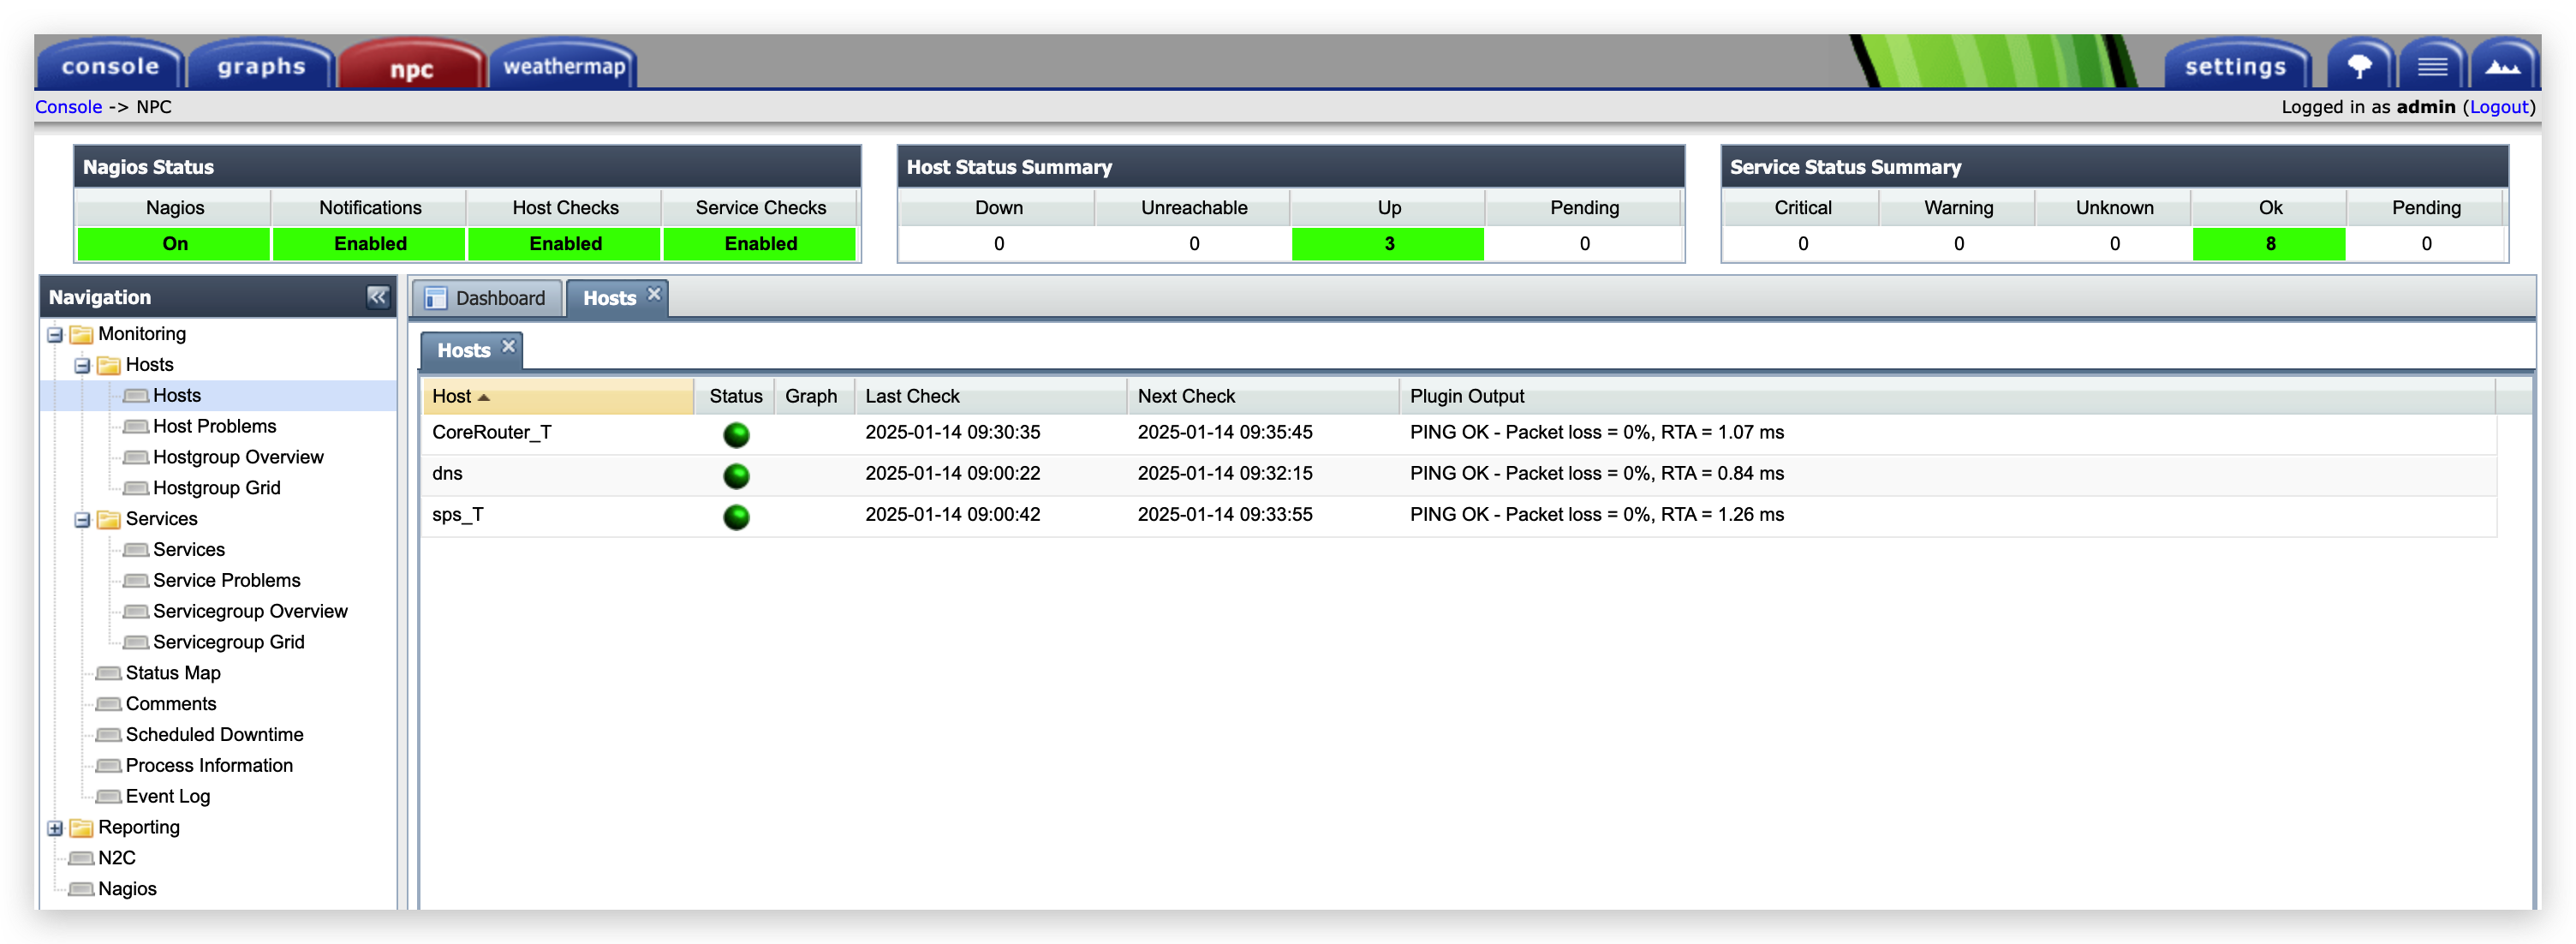 console graphs npc weathermap settings
Console -> NPC Logged in as admin (Logout)
Nagios Status
Nagios Notifications Host Checks Service Checks
On Enabled Enabled Enabled
Host Status Summary
Down Unreachable Up Pending
0 0 3 0
Service Status Summary
Critical Warning Unknown Ok Pending
0 0 0 8 0
Navigation
Monitoring
Hosts
Hosts
Host Problems
Hostgroup Overview
Hostgroup Grid
Services
Services
Service Problems
Servicegroup Overview
Servicegroup Grid
Status Map
Comments
Scheduled Downtime
Process Information
Event Log
Reporting
N2C
Nagios
Dashboard Hosts
Hosts
Host Status Graph Last Check Next Check Plugin Output
CoreRouter_T 2025-01-14 09:30:35 2025-01-14 09:35:45 PING OK - Packet loss = 0%, RTA = 1.07 ms
dns 2025-01-14 09:00:22 2025-01-14 09:32:15 PING OK - Packet loss = 0%, RTA = 0.84 ms
sps_T 2025-01-14 09:00:42 2025-01-14 09:33:55 PING OK - Packet loss = 0%, RTA = 1.26 ms